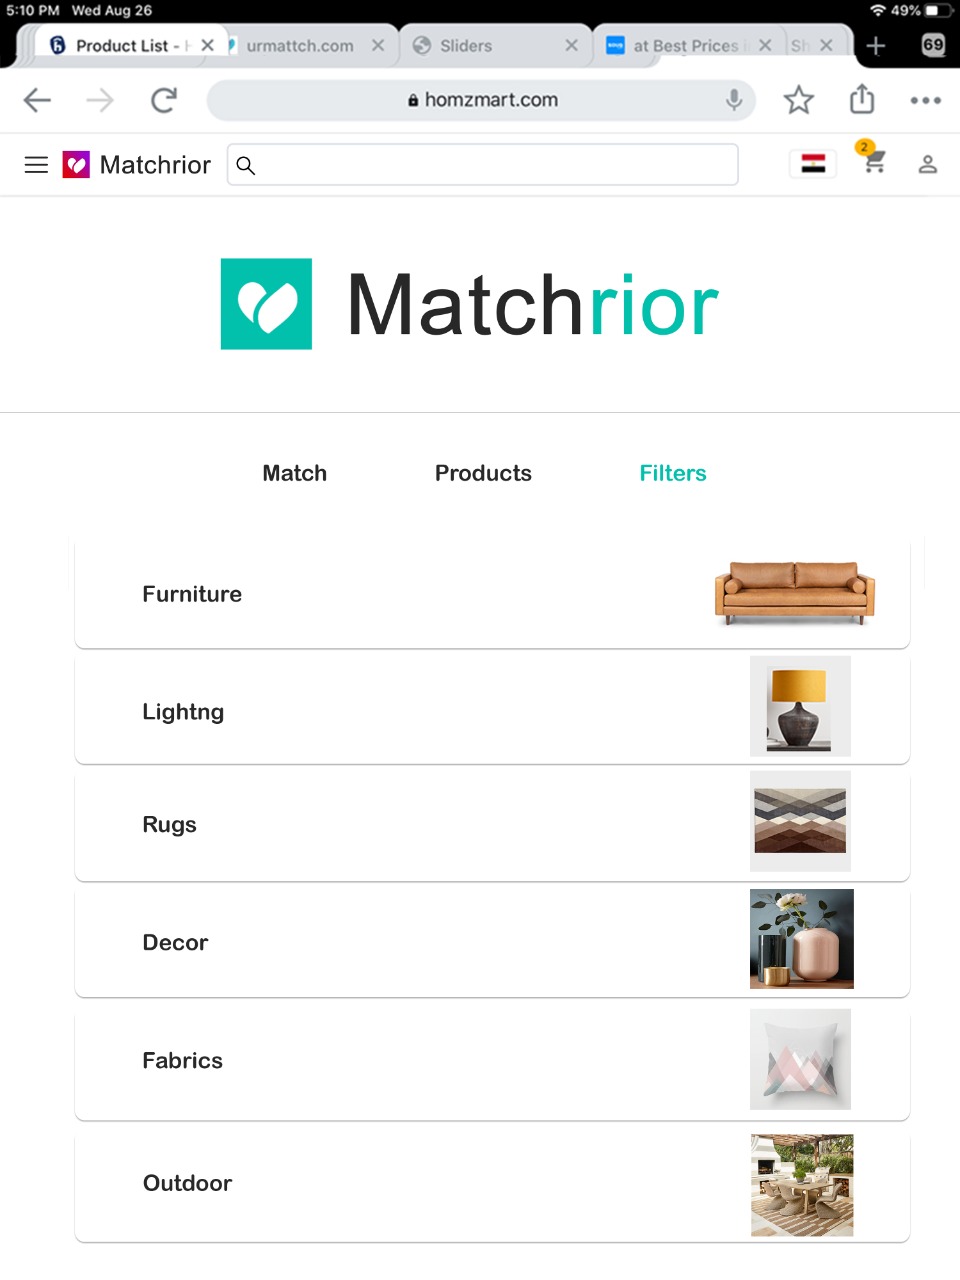 5:10 PM Wed Aug 26 49%
Product List - urmattch.com Sliders at Best Prices Sh 69
homzmart.com
Matchrior 2
Matchrior
Match Products Filters
Furniture
Lightng
Rugs
Decor
Fabrics
Outdoor